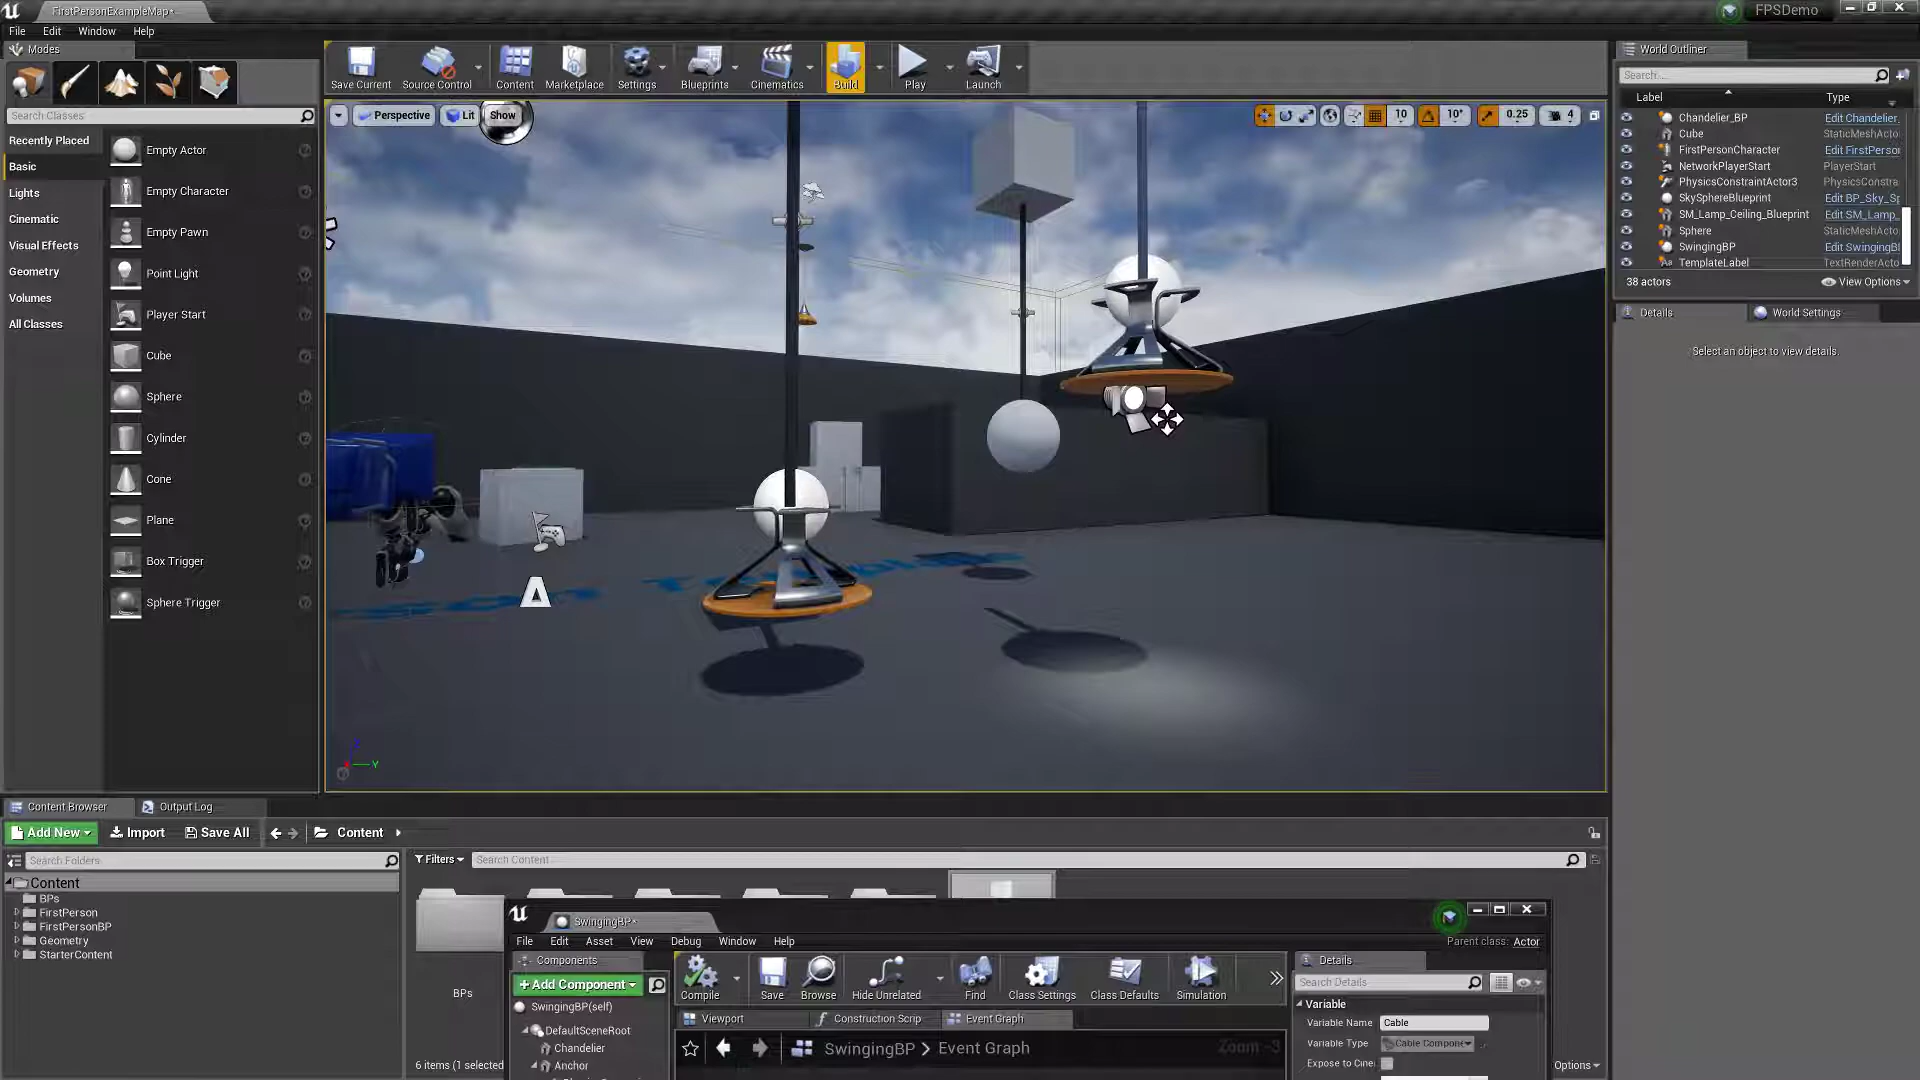 FirstPersonExampleMap*
FPSDemo
File Edit Window Help
Modes
Search Classes
Recently Placed
Basic
Lights
Cinematic
Visual Effects
Geometry
Volumes
All Classes
Empty Actor
Empty Character
Empty Pawn
Point Light
Player Start
Cube
Sphere
Cylinder
Cone
Plane
Box Trigger
Sphere Trigger
Save Current Source Control Content Marketplace Settings Blueprints Cinematics Build Play Launch
Perspective Lit Show
10 10° 0.25 4
A
Y
World Outliner
Search...
Label Type
Chandelier_BP Edit Chandelier_
Cube StaticMeshActo
FirstPersonCharacter Edit FirstPerso
NetworkPlayerStart PlayerStart
PhysicsConstraintActor3 PhysicsConstra
SkySphereBlueprint Edit BP_Sky_Sp
SM_Lamp_Ceiling_Blueprint Edit SM_Lamp_
Sphere StaticMeshActo
SwingingBP Edit SwingingB
TemplateLabel TextRenderActo
38 actors View Options
Details World Settings
Select an object to view details.
Content Browser Output Log
Add New Import Save All Content
Search Folders
Content
BPs
FirstPerson
FirstPersonBP
Geometry
StarterContent
Filters Search Content
BPs
6 items (1 selected
Options
SwingingBP*
File Edit Asset View Debug Window Help
Parent class: Actor
Components
+Add Component
SwingingBP(self)
DefaultSceneRoot
Chandelier
Anchor
Compile Save Browse Hide Unrelated Find Class Settings Class Defaults Simulation
Viewport Construction Scrip Event Graph
SwingingBP > Event Graph
Zoom -3
Details
Search Details
Variable
Variable Name Cable
Variable Type Cable Compon
Expose to Cine